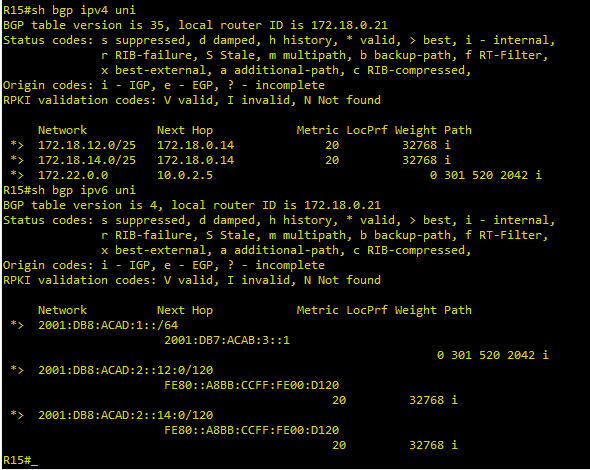 R15#sh bgp ipv4 uni
BGP table version is 35, local router ID is 172.18.0.21
Status codes: s suppressed, d damped, h history, * valid, > best, i - internal,
              r RIB-failure, S Stale, m multipath, b backup-path, f RT-Filter,
              x best-external, a additional-path, c RIB-compressed,
Origin codes: i - IGP, e - EGP, ? - incomplete
RPKI validation codes: V valid, I invalid, N Not found

     Network          Next Hop            Metric LocPrf Weight Path
 *>  172.18.12.0/25   172.18.0.14             20         32768 i
 *>  172.18.14.0/25   172.18.0.14             20         32768 i
 *>  172.22.0.0       10.0.2.5                               0 301 520 2042 i
R15#sh bgp ipv6 uni
BGP table version is 4, local router ID is 172.18.0.21
Status codes: s suppressed, d damped, h history, * valid, > best, i - internal,
              r RIB-failure, S Stale, m multipath, b backup-path, f RT-Filter,
              x best-external, a additional-path, c RIB-compressed,
Origin codes: i - IGP, e - EGP, ? - incomplete
RPKI validation codes: V valid, I invalid, N Not found

     Network          Next Hop            Metric LocPrf Weight Path
 *>  2001:DB8:ACAD:1::/64
                       2001:DB7:ACAB:3::1
                                                              0 301 520 2042 i
 *>  2001:DB8:ACAD:2::12:0/120
                       FE80::A8BB:CCFF:FE00:D120
                                              20         32768 i
 *>  2001:DB8:ACAD:2::14:0/120
                       FE80::A8BB:CCFF:FE00:D120
                                              20         32768 i
R15#_